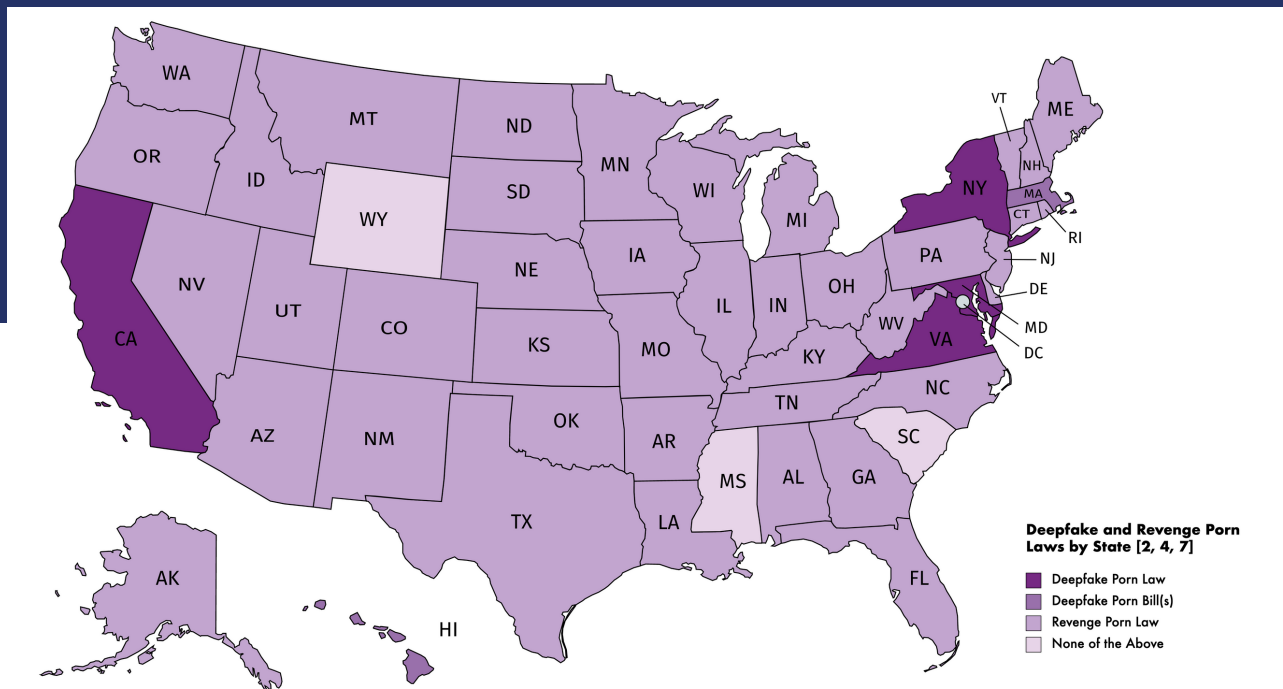 WA
MT
ND
MN
OR
ID
SD
WI
WY
MI
VT
ME
NH
NY
MA
CT
RI
NV
NE
IA
PA
NJ
UT
CO
IL
IN
OH
DE
CA
KS
MO
WV
VA
MD
KY
DC
AZ
NM
OK
AR
TN
NC
SC
MS
AL
GA
TX
LA
AK
HI
FL
Deepfake and Revenge Porn
Laws by State [2, 4, 7]
Deepfake Porn Law
Deepfake Porn Bill(s)
Revenge Porn Law
None of the Above